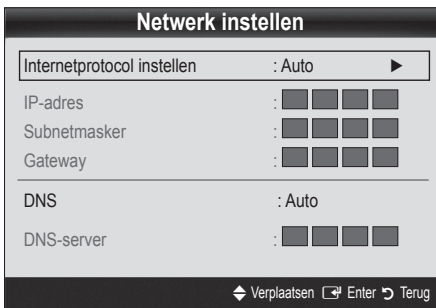 Netwerk instellen
Internetprotocol instellen : Auto ▶
IP-adres :
Subnetmasker :
Gateway :
DNS : Auto
DNS-server :
Verplaatsen Enter Terug